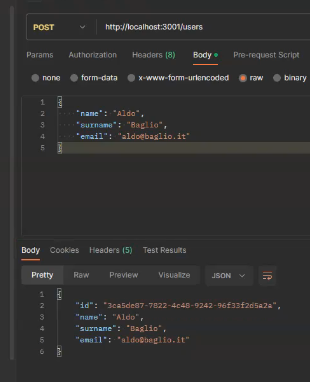 POST http://localhost:3001/users
Params Authorization Headers (8) Body Pre-request Script
none form-data x-www-form-urlencoded raw binary
1 {
2 "name": "Aldo",
3 "surname": "Baglio",
4 "email": "aldo@baglio.it"
5 }
Body Cookies Headers (5) Test Results
Pretty Raw Preview Visualize JSON
1 {
2 "id": "3ca5de87-7822-4c48-9242-96f33f2d5a2a",
3 "name": "Aldo",
4 "surname": "Baglio",
5 "email": "aldo@baglio.it"
6 }